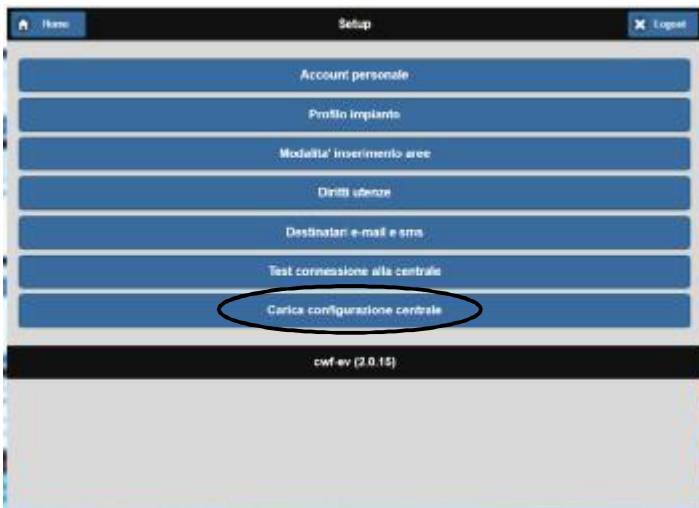 Home
Setup
Logout
Account personale
Profilo impianto
Modalita' inserimento aree
Diritti utenze
Destinatari e-mail e sms
Test connessione alla centrale
Carica configurazione centrale
cwf-ev (2.0.15)